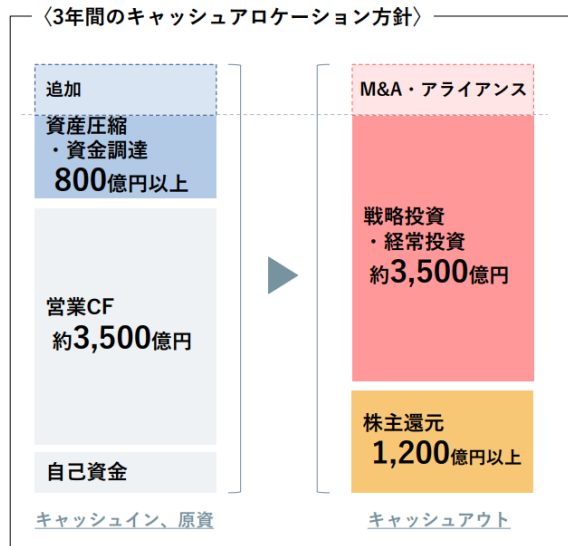 〈3年間のキャッシュアロケーション方針〉
追加
資産圧縮
・資金調達
800億円以上
営業CF
約3,500億円
自己資金
キャッシュイン、原資
M&A・アライアンス
戦略投資
・経常投資
約3,500億円
株主還元
1,200億円以上
キャッシュアウト